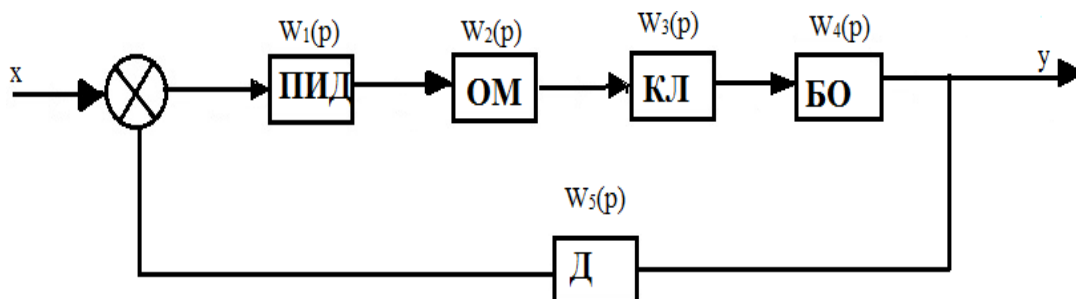 W₁(p) W₂(p) W₃(p) W₄(p)
x ПИД ОМ КЛ БО y
W₅(p)
Д